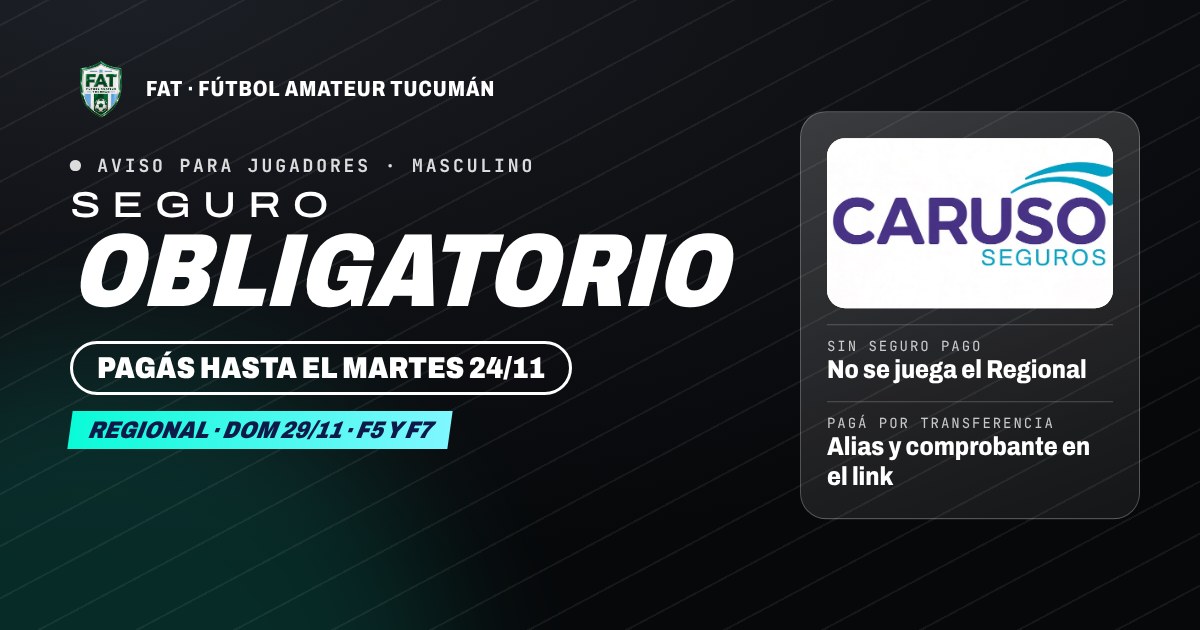 FAT
FAT · FÚTBOL AMATEUR TUCUMÁN
AVISO PARA JUGADORES · MASCULINO
SEGURO
OBLIGATORIO
PAGÁS HASTA EL MARTES 24/11
REGIONAL · DOM 29/11 · F5 Y F7
CARUSO
SEGUROS
SIN SEGURO PAGO
No se juega el Regional
PAGÁ POR TRANSFERENCIA
Alias y comprobante en
el link